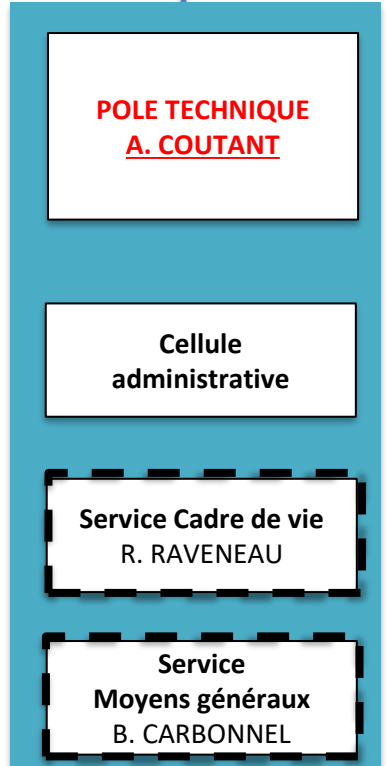 POLE TECHNIQUE
A. COUTANT
Cellule
administrative
Service Cadre de vie
R. RAVENEAU
Service
Moyens généraux
B. CARBONNEL